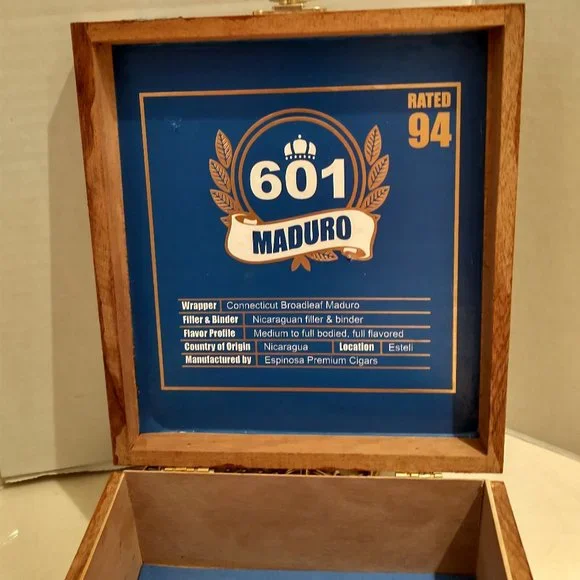 RATED
94
601
MADURO
Wrapper Connecticut Broadleaf Maduro
Filler & Binder Nicaraguan filler & binder
Flavor Profile Medium to full bodied, full flavored
Country of Origin Nicaragua Location Esteli
Manufactured by Espinosa Premium Cigars